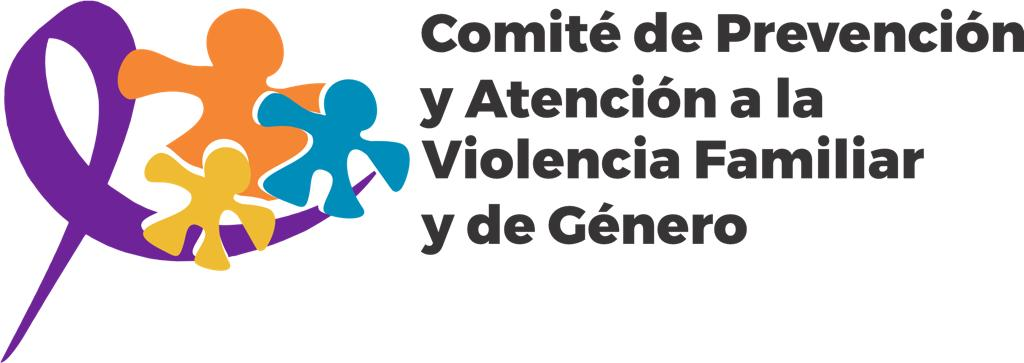 Comité de Prevención
y Atención a la
Violencia Familiar
y de Género